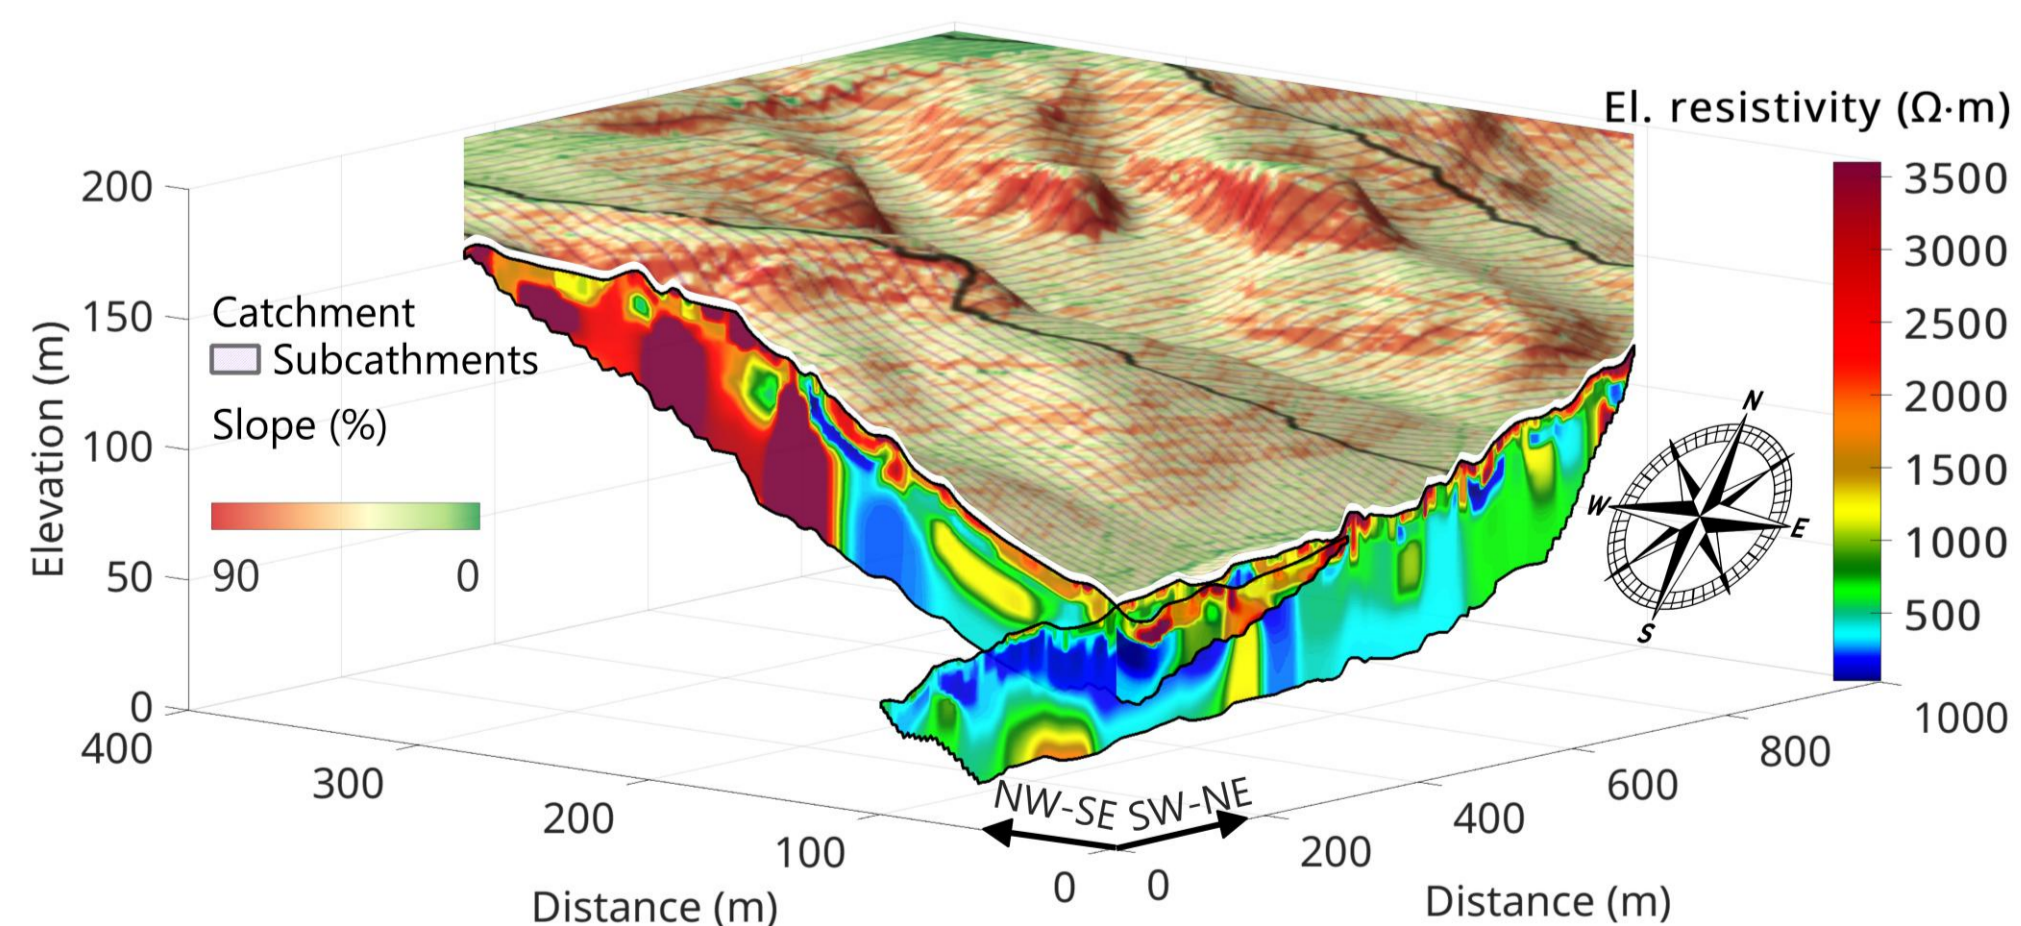 El. resistivity (Ω·m)
3500
3000
2500
2000
1500
1000
500
Elevation (m)
200
150
100
50
0
Catchment
Subcathments
Slope (%)
90 0
N
W
E
S
NW-SE SW-NE
400
300
200
100
0
Distance (m)
0
200
400
600
800
1000
Distance (m)